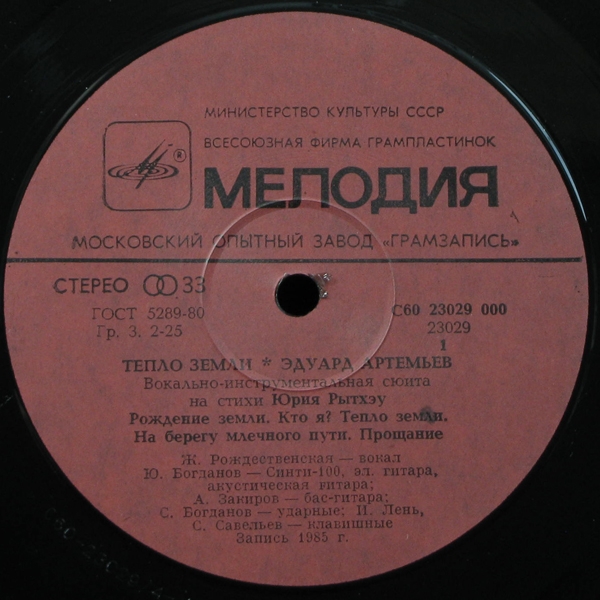 МИНИСТЕРСТВО КУЛЬТУРЫ СССР
ВСЕСОЮЗНАЯ ФИРМА ГРАМПЛАСТИНОК
®
МЕЛОДИЯ
МОСКОВСКИЙ ОПЫТНЫЙ ЗАВОД «ГРАМЗАПИСЬ»
СТЕРЕО 33
ГОСТ 5289-80
Гр. 3. 2-25
С60 23029 000
23029
1
ТЕПЛО ЗЕМЛИ * ЭДУАРД АРТЕМЬЕВ
Вокально-инструментальная сюита
на стихи Юрия Рытхэу
Рождение земли. Кто я? Тепло земли.
На берегу млечного пути. Прощание
Ж. Рождественская — вокал
Ю. Богданов — Синти-100, эл. гитара,
акустическая гитара;
А. Закиров — бас-гитара;
С. Богданов — ударные; И. Лень,
С. Савельев — клавишные
Запись 1985 г.